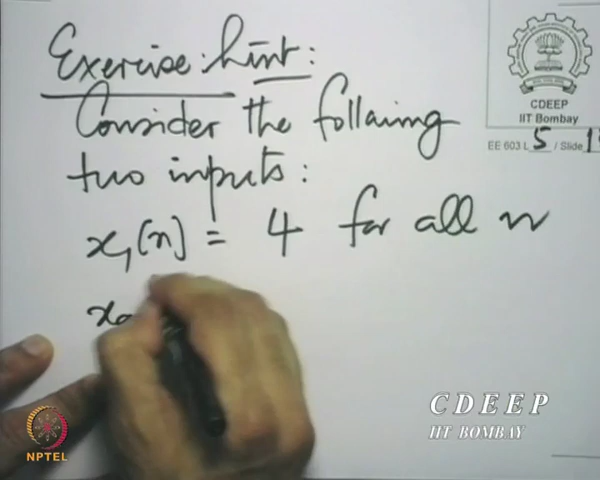 Exercise: hint:
Consider the following
two inputs:
x₁[n] = 4 for all n
x₂
CDEEP
IIT Bombay
EE 603 L 5 / Slide
CDEEP
IIT BOMBAY
NPTEL